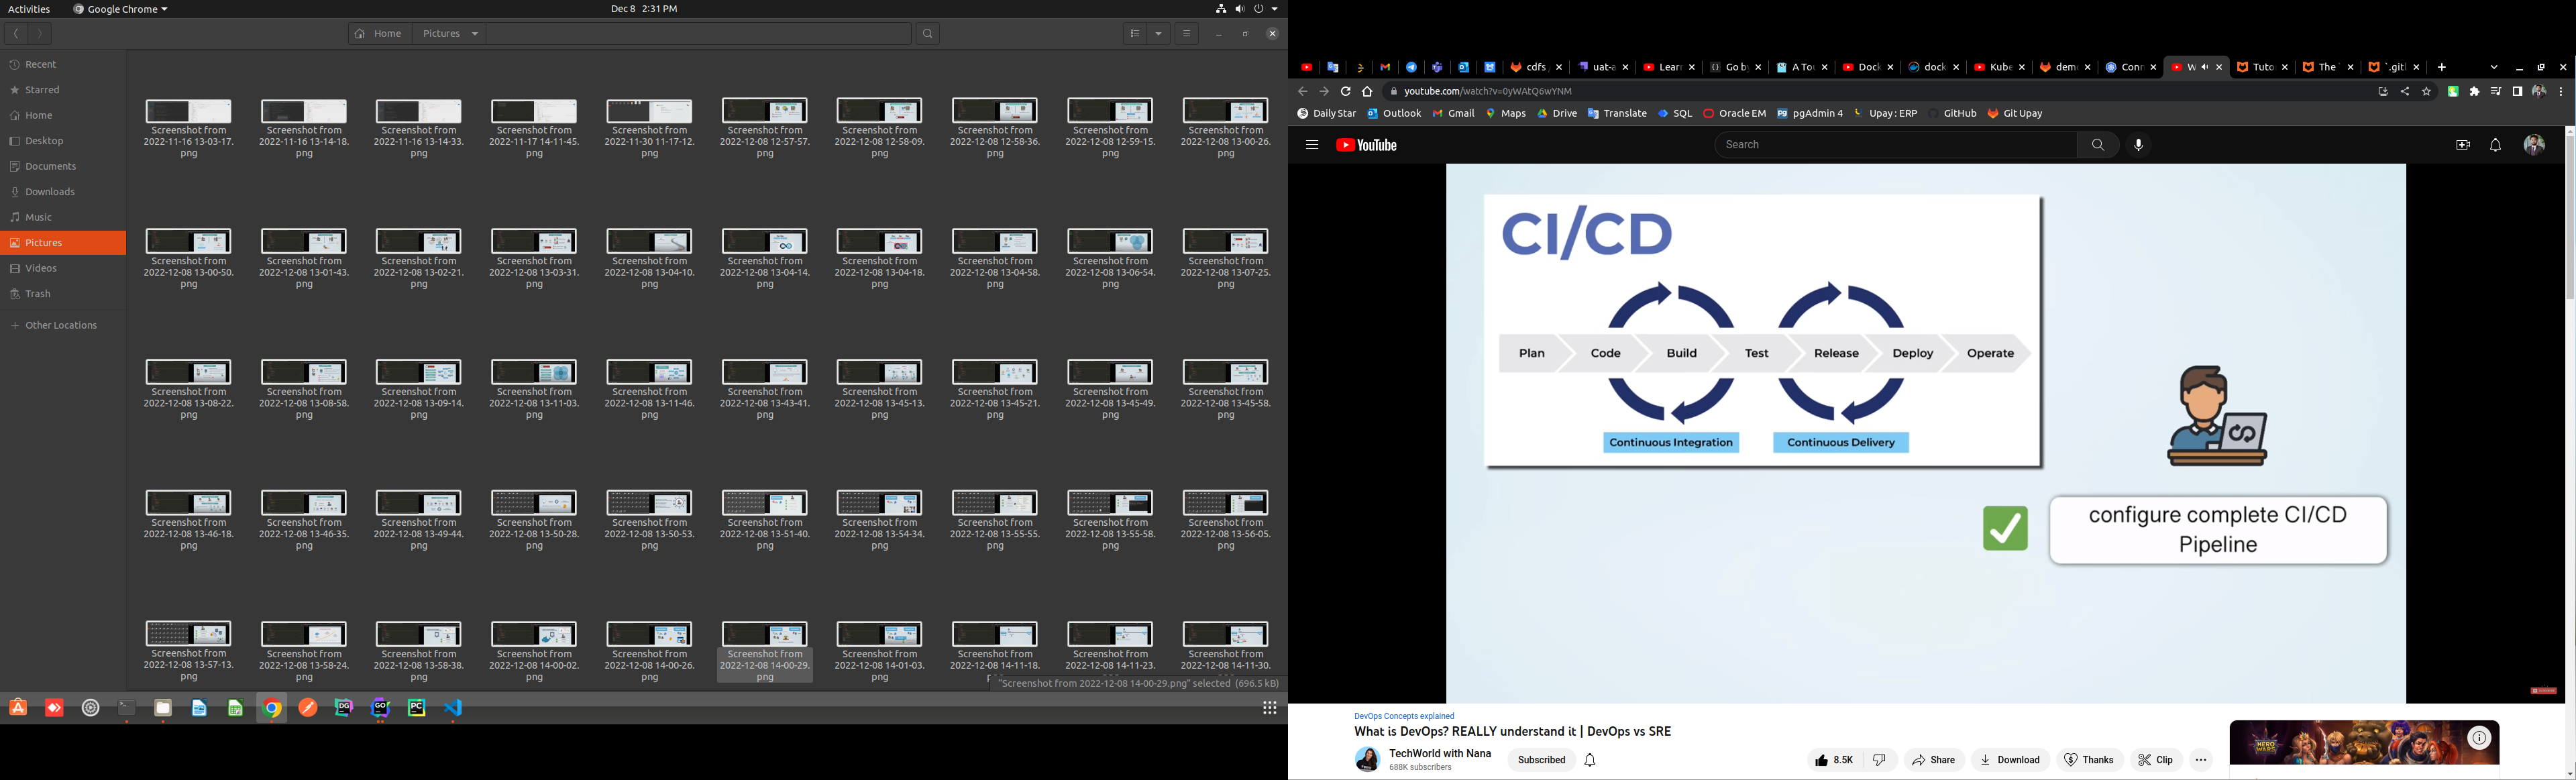 Activities
Google Chrome
Dec 8 2:31 PM
Home
Pictures
Recent
Starred
Home
Desktop
Documents
Downloads
Music
Pictures
Videos
Trash
Other Locations
Screenshot from 2022-11-16 13-03-17.png
Screenshot from 2022-11-16 13-14-18.png
Screenshot from 2022-11-16 13-14-33.png
Screenshot from 2022-11-17 14-11-45.png
Screenshot from 2022-11-30 11-17-12.png
Screenshot from 2022-12-08 12-57-57.png
Screenshot from 2022-12-08 12-58-09.png
Screenshot from 2022-12-08 12-58-36.png
Screenshot from 2022-12-08 12-59-15.png
Screenshot from 2022-12-08 13-00-26.png
Screenshot from 2022-12-08 13-00-50.png
Screenshot from 2022-12-08 13-01-43.png
Screenshot from 2022-12-08 13-02-21.png
Screenshot from 2022-12-08 13-03-31.png
Screenshot from 2022-12-08 13-04-10.png
Screenshot from 2022-12-08 13-04-14.png
Screenshot from 2022-12-08 13-04-18.png
Screenshot from 2022-12-08 13-04-58.png
Screenshot from 2022-12-08 13-06-54.png
Screenshot from 2022-12-08 13-07-25.png
Screenshot from 2022-12-08 13-08-22.png
Screenshot from 2022-12-08 13-08-58.png
Screenshot from 2022-12-08 13-09-14.png
Screenshot from 2022-12-08 13-11-03.png
Screenshot from 2022-12-08 13-11-46.png
Screenshot from 2022-12-08 13-43-41.png
Screenshot from 2022-12-08 13-45-13.png
Screenshot from 2022-12-08 13-45-21.png
Screenshot from 2022-12-08 13-45-49.png
Screenshot from 2022-12-08 13-45-58.png
Screenshot from 2022-12-08 13-46-18.png
Screenshot from 2022-12-08 13-46-35.png
Screenshot from 2022-12-08 13-49-44.png
Screenshot from 2022-12-08 13-50-28.png
Screenshot from 2022-12-08 13-50-53.png
Screenshot from 2022-12-08 13-51-40.png
Screenshot from 2022-12-08 13-54-34.png
Screenshot from 2022-12-08 13-55-55.png
Screenshot from 2022-12-08 13-55-58.png
Screenshot from 2022-12-08 13-56-05.png
Screenshot from 2022-12-08 13-57-13.png
Screenshot from 2022-12-08 13-58-24.png
Screenshot from 2022-12-08 13-58-38.png
Screenshot from 2022-12-08 14-00-02.png
Screenshot from 2022-12-08 14-00-26.png
Screenshot from 2022-12-08 14-00-29.png
Screenshot from 2022-12-08 14-01-03.png
Screenshot from 2022-12-08 14-11-18.
Screenshot from 2022-12-08 14-11-23.
Screenshot from 2022-12-08 14-11-30.
"Screenshot from 2022-12-08 14-00-29.png" selected (696.5 kB)
cdfs
uat-a
Learn
Go by
A Tou
Dock
dock
Kube
demo
Conn
W
Tuto
The
`.gitl
youtube.com/watch?v=0yWAtQ6wYNM
Daily Star
Outlook
Gmail
Maps
Drive
Translate
SQL
Oracle EM
pgAdmin 4
Upay : ERP
GitHub
Git Upay
YouTube
Search
CI/CD
Plan
Code
Build
Test
Release
Deploy
Operate
Continuous Integration
Continuous Delivery
configure complete CI/CD
Pipeline
DevOps Concepts explained
What is DevOps? REALLY understand it | DevOps vs SRE
TechWorld with Nana
688K subscribers
Subscribed
8.5K
Share
Download
Thanks
Clip
HERO WARS